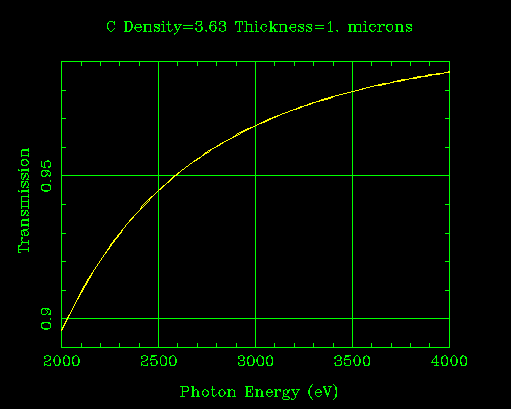 C Density=3.63 Thickness=1. microns
Transmission
0.95
0.9
2000 2500 3000 3500 4000
Photon Energy (eV)